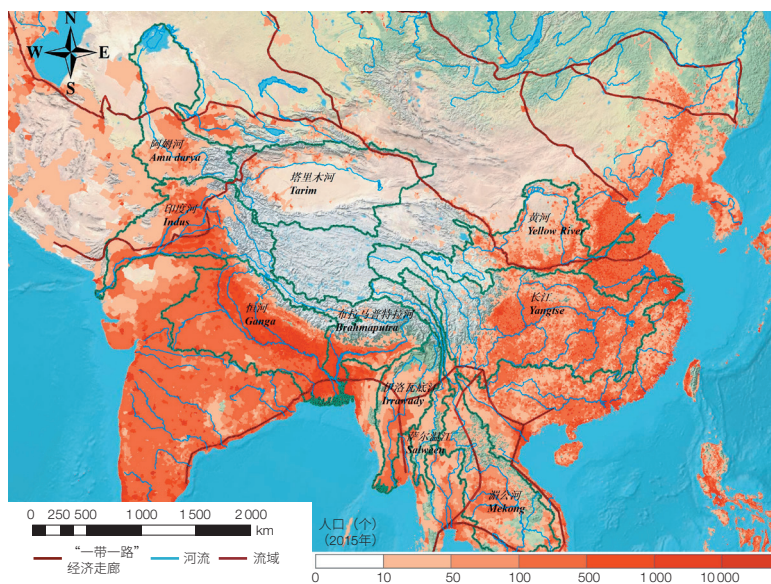 N
W E
S
阿姆河
Amu darya
塔里木河
Tarim
印度河
Indus
黄河
Yellow River
长江
Yangtse
恒河
Ganga
布拉马普特拉河
Brahmaputra
伊洛瓦底江
Irrawady
萨尔温江
Salween
湄公河
Mekong
0 250 500 1000 1500 2 000
km
人口（个）
（2015年）
“一带一路”
经济走廊
河流
流域
0 10 50 100 500 1 000 10 000